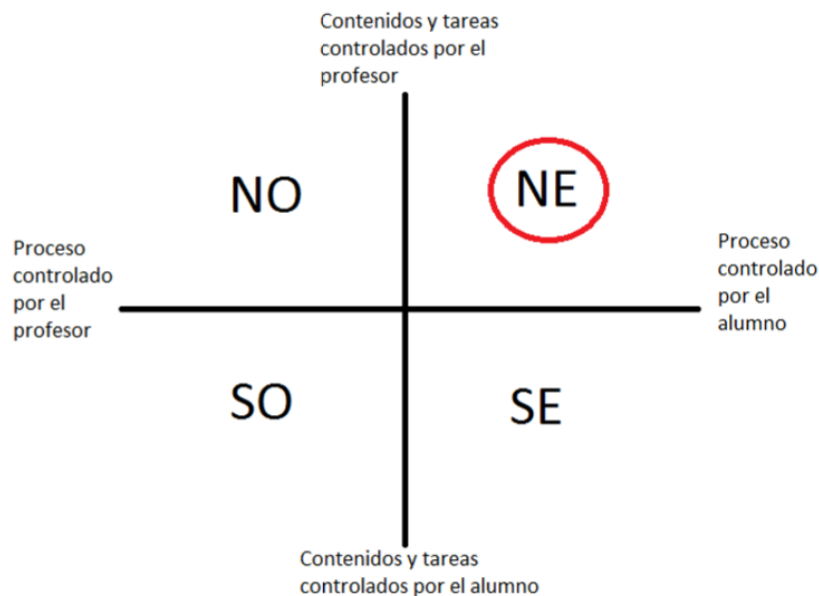 Contenidos y tareas
controlados por el
profesor
NO
NE
Proceso
controlado
por el
profesor
Proceso
controlado
por el
alumno
SO
SE
Contenidos y tareas
controlados por el alumno